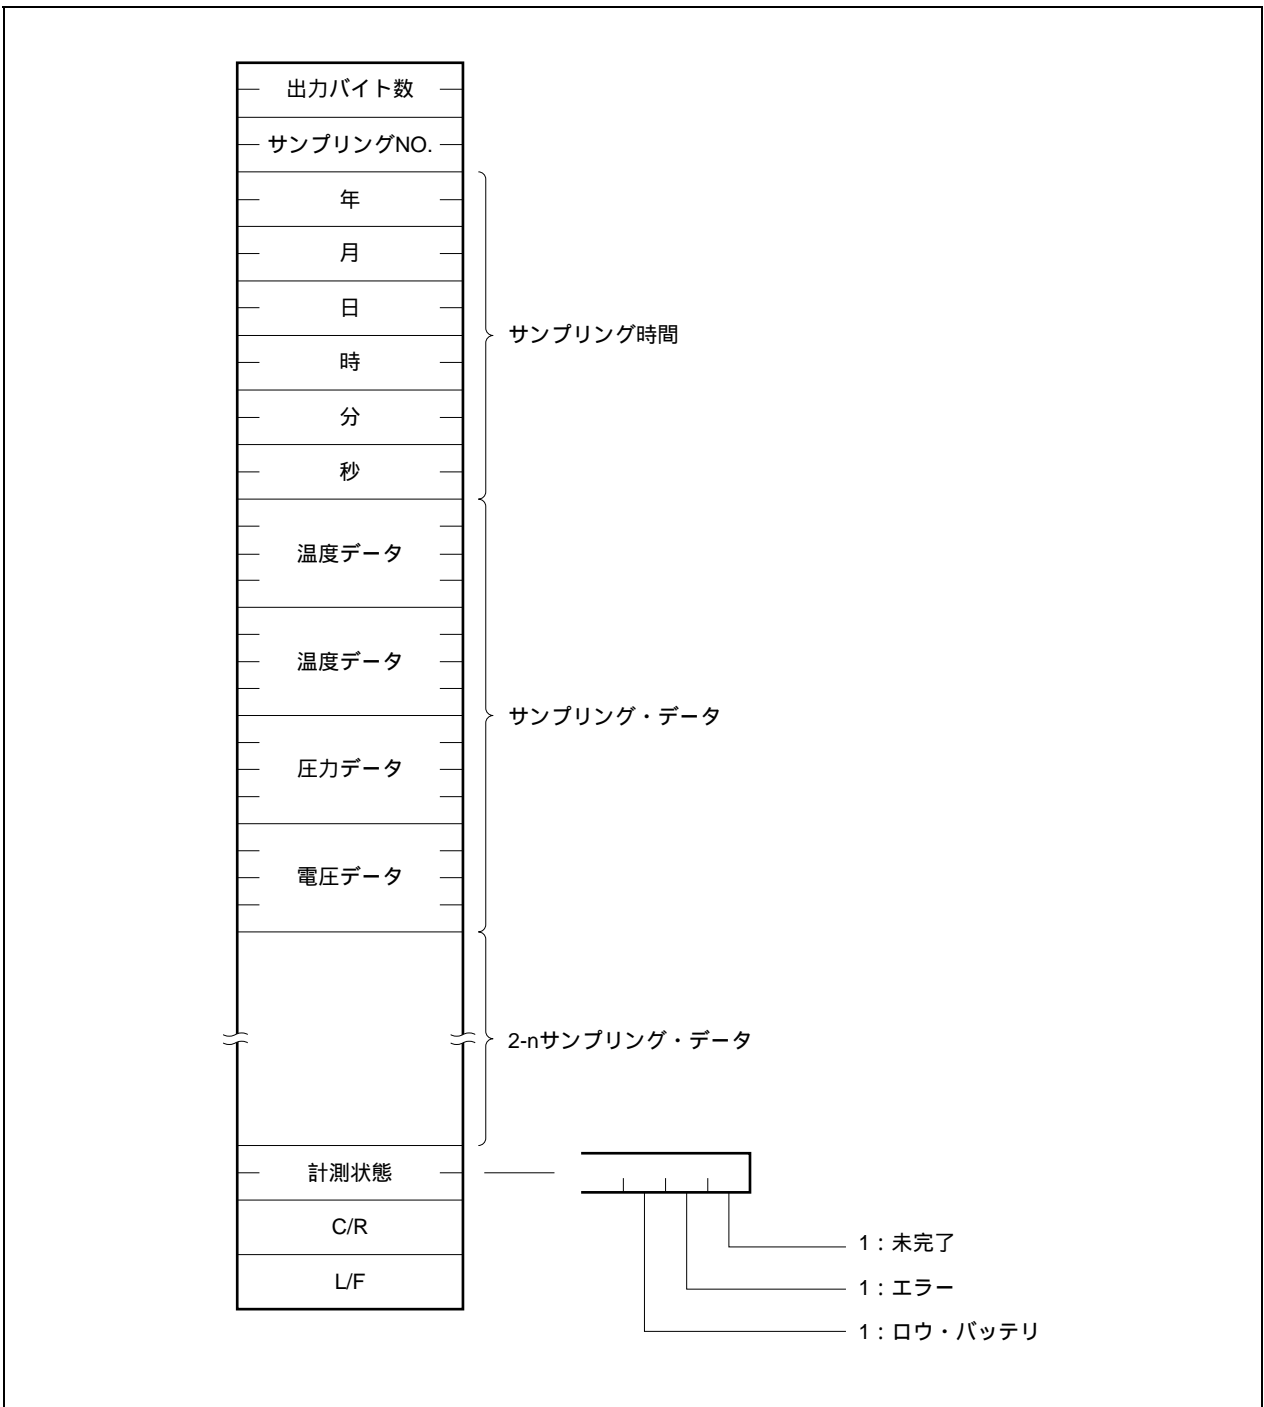 出力バイト数
サンプリングNO.
年
月
日
時
分
秒
サンプリング時間
温度データ
温度データ
圧力データ
電圧データ
サンプリング・データ
2-nサンプリング・データ
計測状態
C/R
L/F
1：未完了
1：エラー
1：ロウ・バッテリ